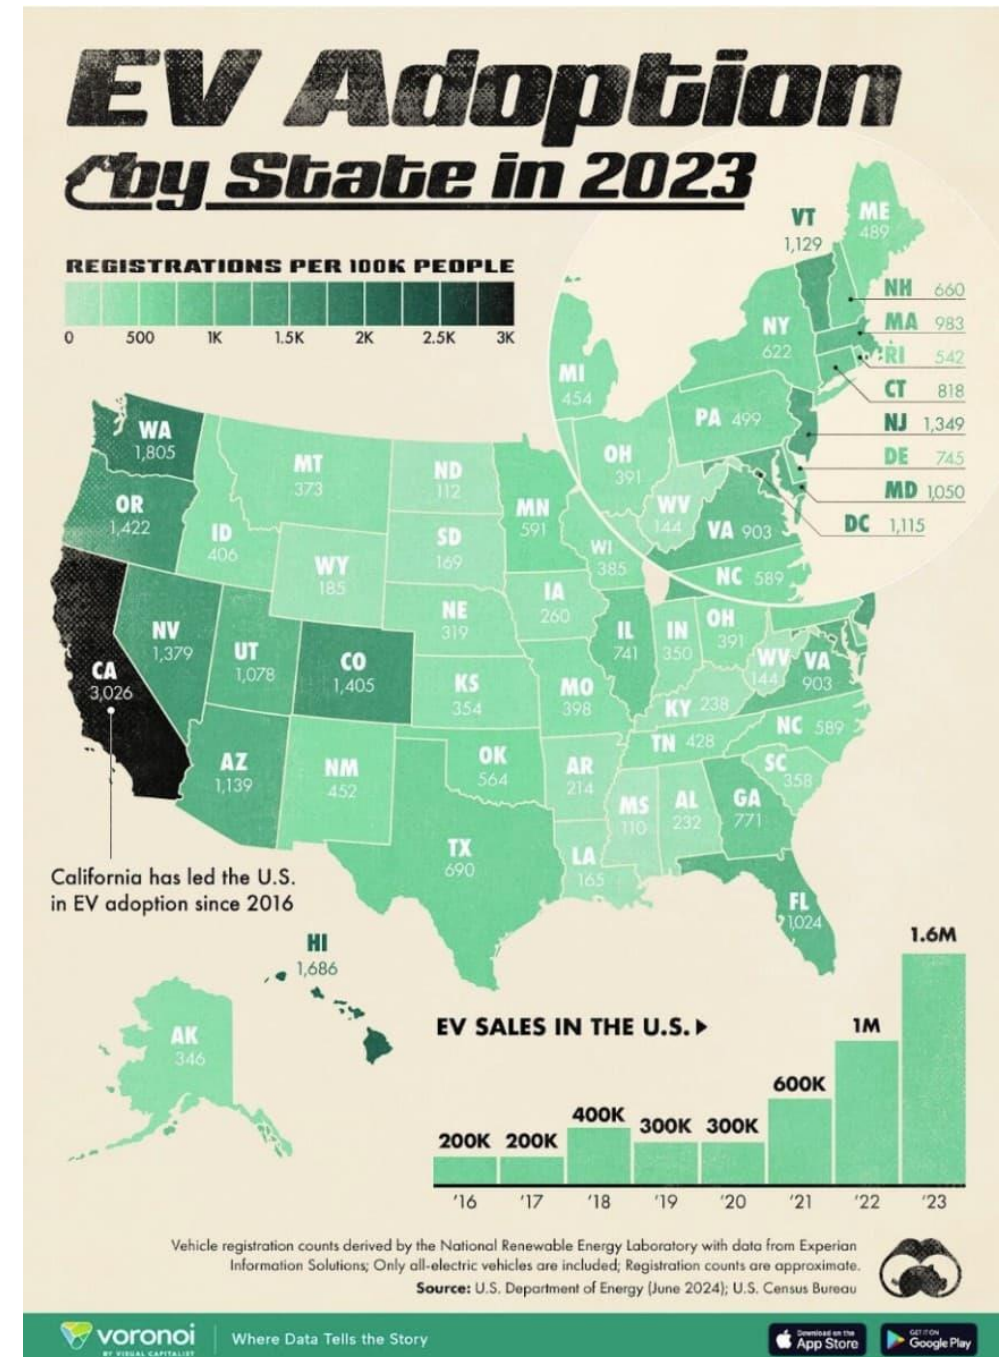 EV Adoption
by State in 2023
REGISTRATIONS PER 100K PEOPLE
0 500 1K 1.5K 2K 2.5K 3K
VT
1,129
ME
489
NH 660
MA 983
RI 542
CT 818
NJ 1,349
DE 745
MD 1,050
DC 1,115
NY
622
MI
454
PA 499
OH
391
WV
144
VA 903
NC 589
WA
1,805
OR
1,422
CA
3,026
NV
1,379
ID
406
MT
373
WY
185
UT
1,078
CO
1,405
AZ
1,139
NM
452
ND
112
SD
169
NE
319
KS
354
OK
564
TX
690
MN
591
IA
260
MO
398
AR
214
LA
165
WI
385
IL
741
IN
350
OH
391
KY 238
TN 428
MS
110
AL
232
GA
771
FL
1,024
SC
358
NC 589
WV
144
VA
903
California has led the U.S.
in EV adoption since 2016
HI
1,686
AK
346
EV SALES IN THE U.S.
200K 200K 400K 300K 300K 600K 1M 1.6M
'16 '17 '18 '19 '20 '21 '22 '23
Vehicle registration counts derived by the National Renewable Energy Laboratory with data from Experian
Information Solutions; Only all-electric vehicles are included; Registration counts are approximate.
Source: U.S. Department of Energy (June 2024); U.S. Census Bureau
voronoi
BY VISUAL CAPITALIST
Where Data Tells the Story
Download on the
App Store
GET IT ON
Google Play